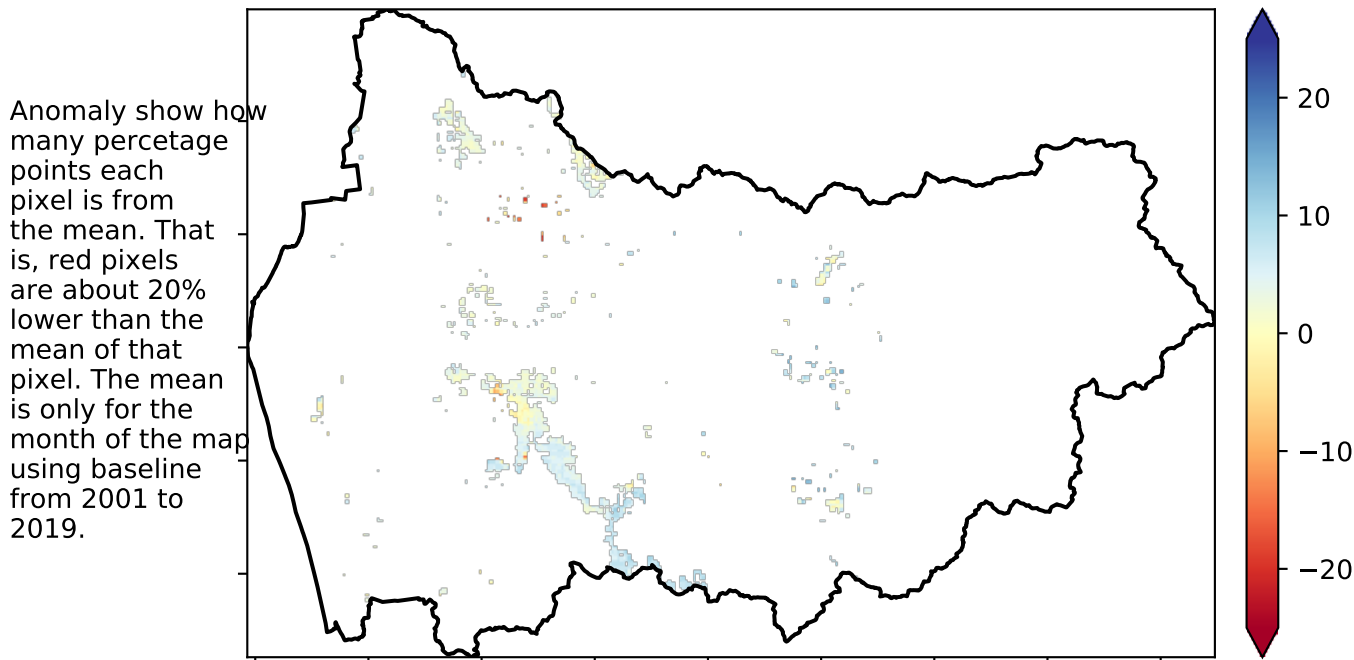 Anomaly show how
many percetage
points each
pixel is from
the mean. That
is, red pixels
are about 20%
lower than the
mean of that
pixel. The mean
is only for the
month of the map
using baseline
from 2001 to
2019.
20
10
0
−10
−20